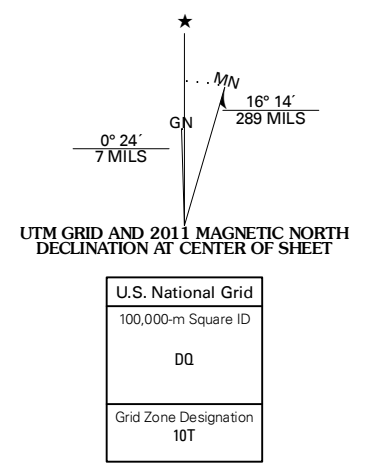 ★
MN
16° 14´
289 MILS
GN
0° 24´
7 MILS
UTM GRID AND 2011 MAGNETIC NORTH
DECLINATION AT CENTER OF SHEET
U.S. National Grid
100,000-m Square ID
DQ
Grid Zone Designation
10T